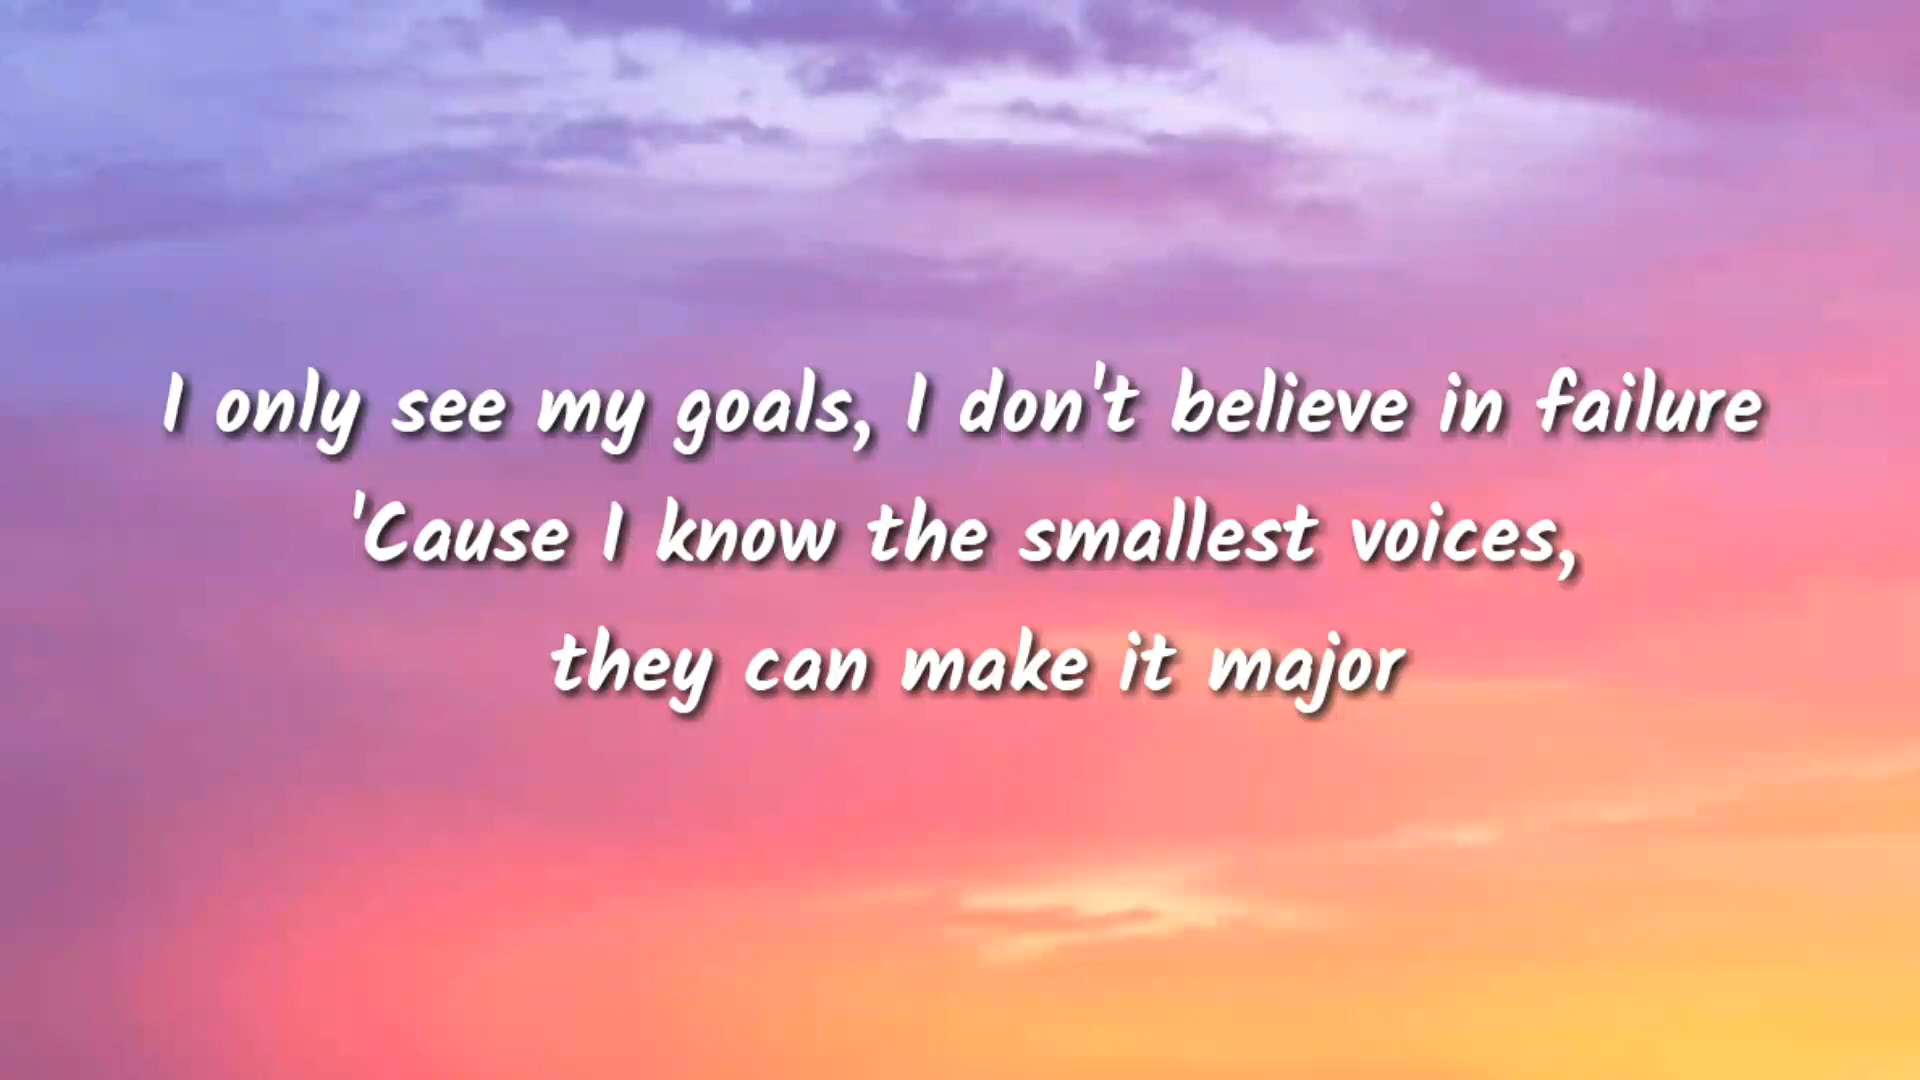 I only see my goals, I don't believe in failure
'Cause I know the smallest voices,
they can make it major